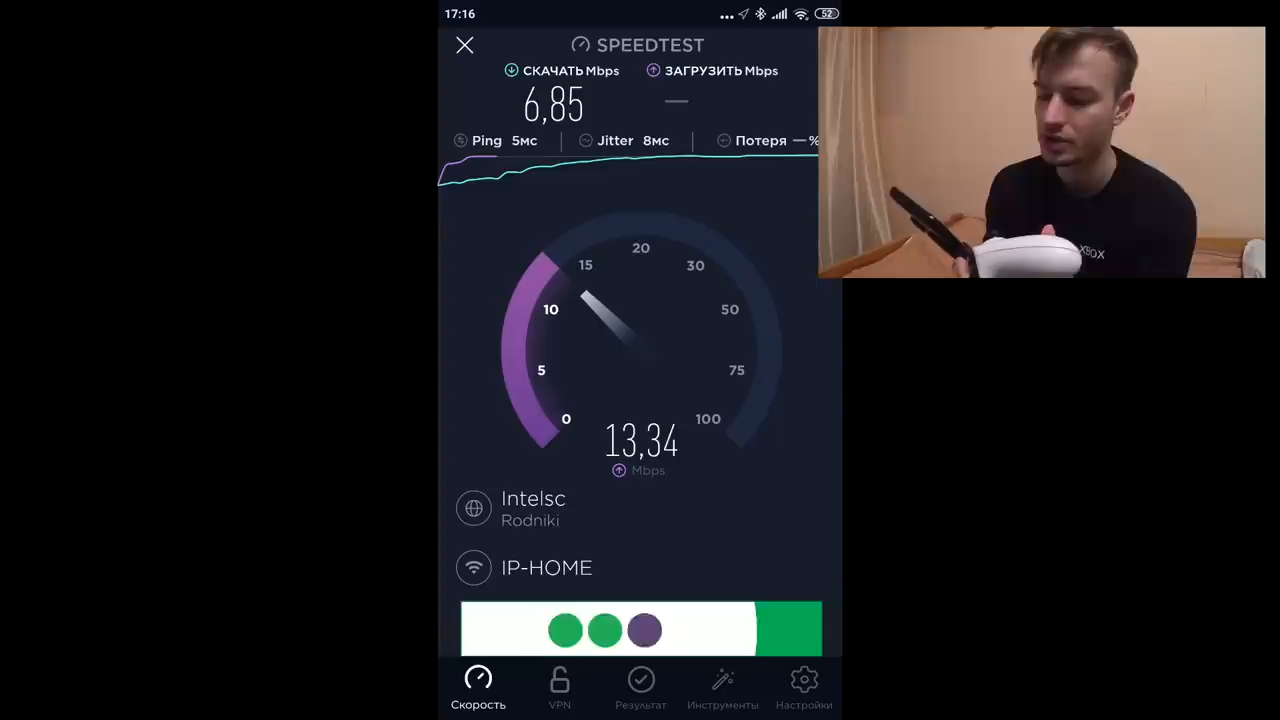 17:16
52
SPEEDTEST
СКАЧАТЬ Mbps
ЗАГРУЗИТЬ Mbps
6,85
—
Ping 5мс
Jitter 8мс
Потеря — %
0
5
10
15
20
30
50
75
100
13,34
Mbps
Intelsc
Rodniki
IP-HOME
Скорость
VPN
Результат
Инструменты
Настройки
XBOX